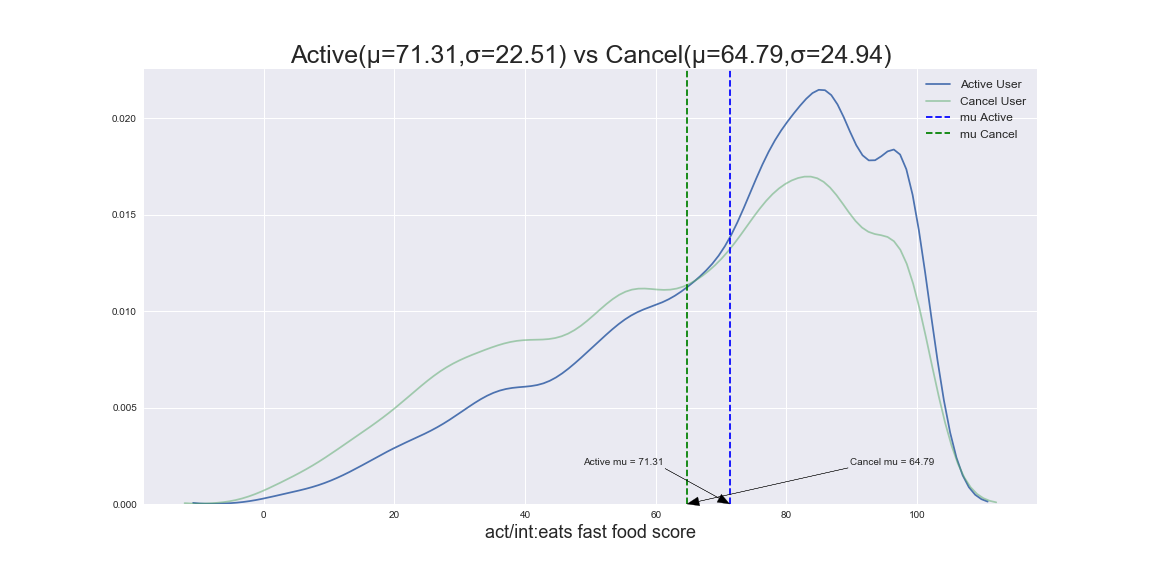 Active(μ=71.31,σ=22.51) vs Cancel(μ=64.79,σ=24.94)
Active User
Cancel User
mu Active
mu Cancel
0.020
0.015
0.010
0.005
0.000
Active mu = 71.31
Cancel mu = 64.79
0 20 40 60 80 100
act/int:eats fast food score